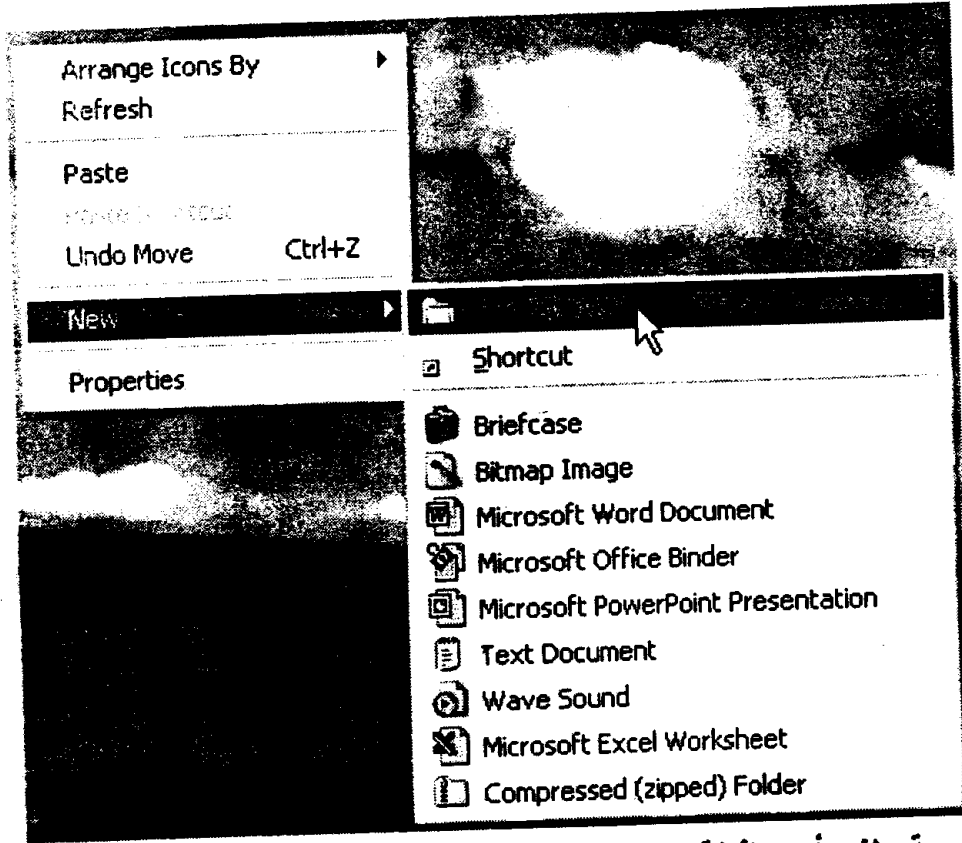 Arrange Icons By
Refresh
Paste
Undo Move Ctrl+Z
New
Properties
Shortcut
Briefcase
Bitmap Image
Microsoft Word Document
Microsoft Office Binder
Microsoft PowerPoint Presentation
Text Document
Wave Sound
Microsoft Excel Worksheet
Compressed (zipped) Folder